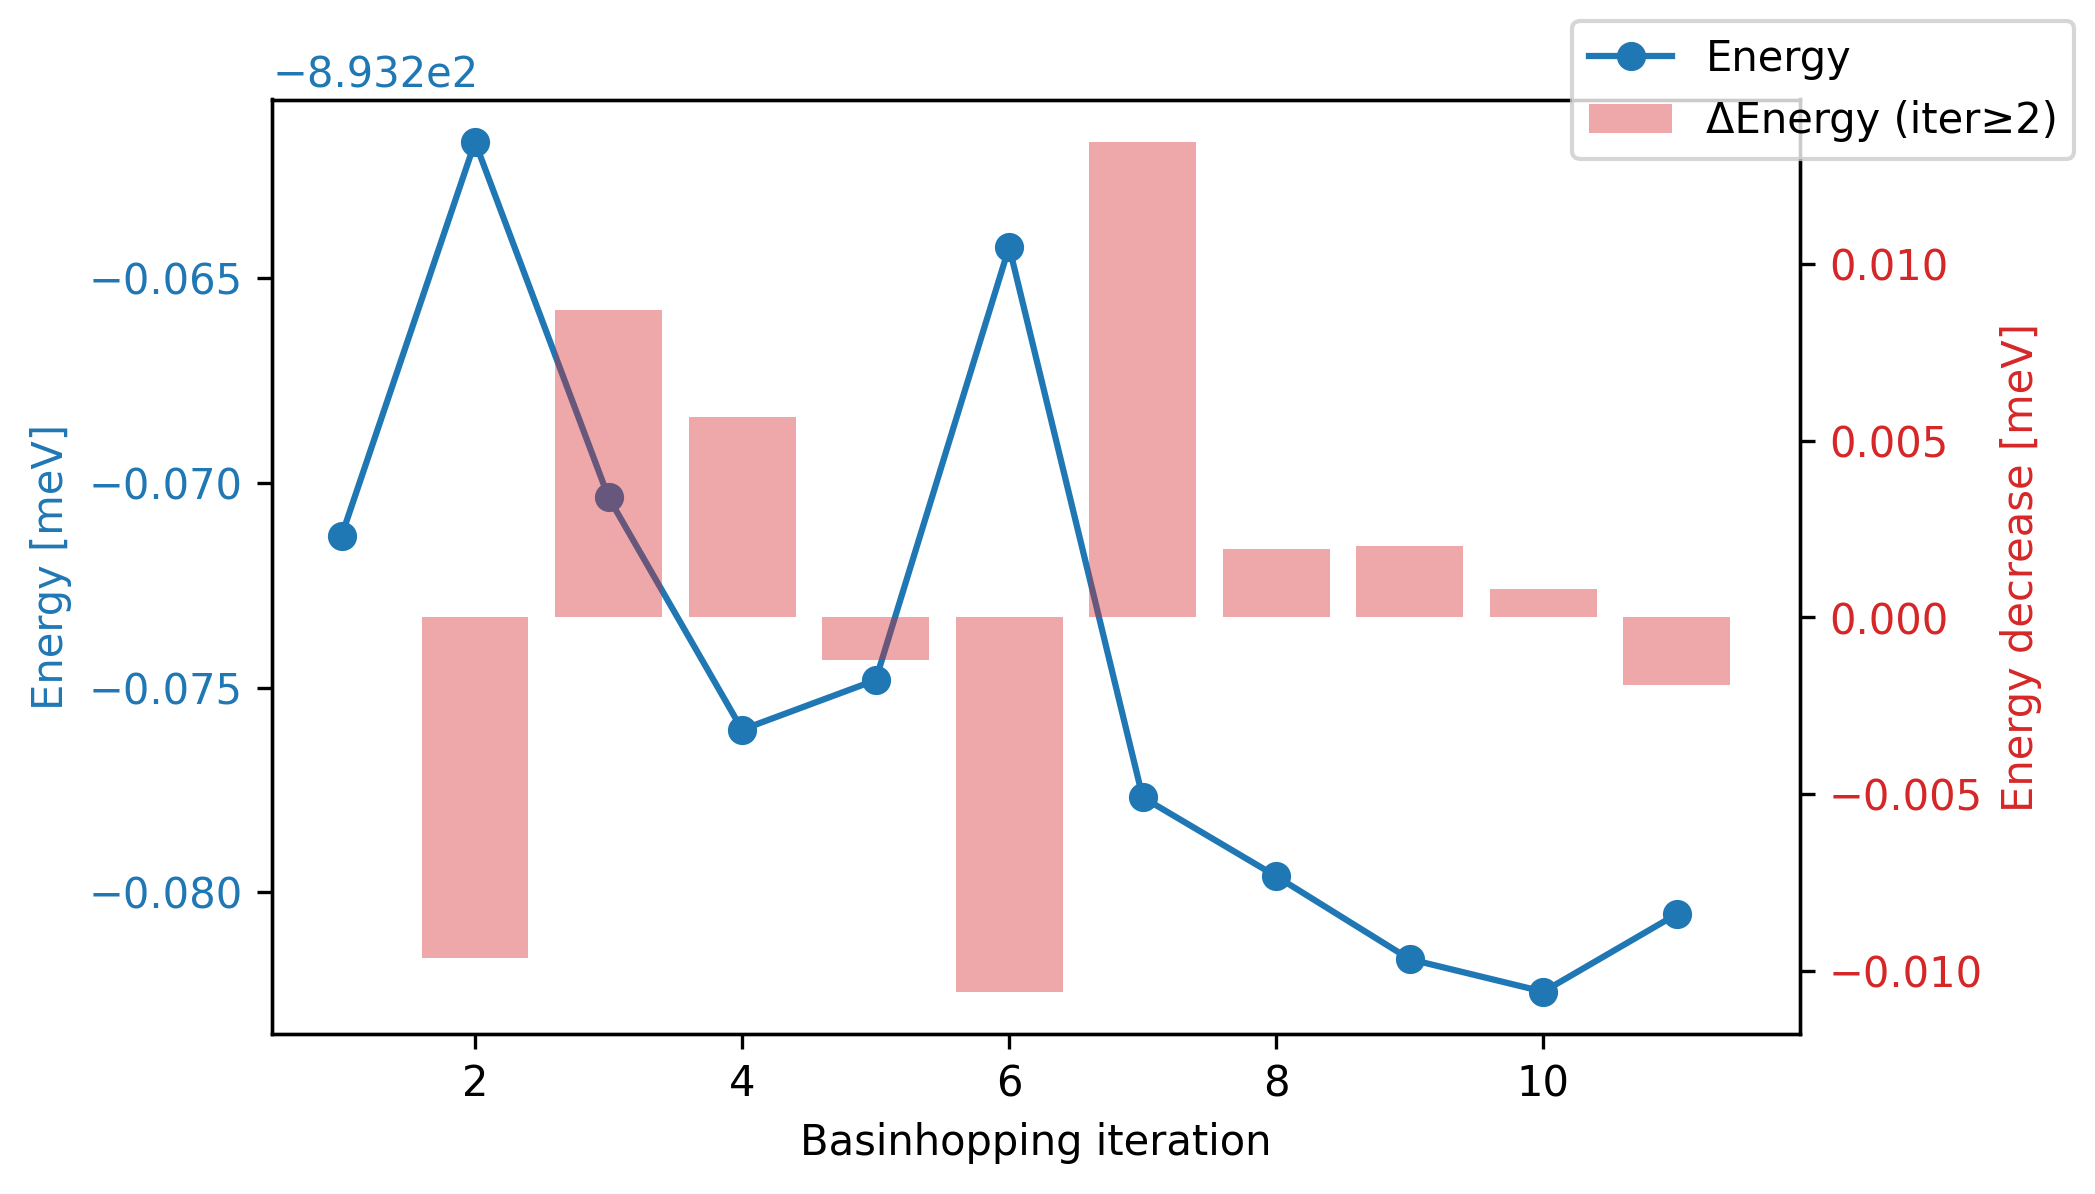 −8.932e2
Energy
ΔEnergy (iter≥2)
−0.065
−0.070
−0.075
−0.080
Energy [meV]
0.010
0.005
0.000
−0.005
−0.010
Energy decrease [meV]
2 4 6 8 10
Basinhopping iteration